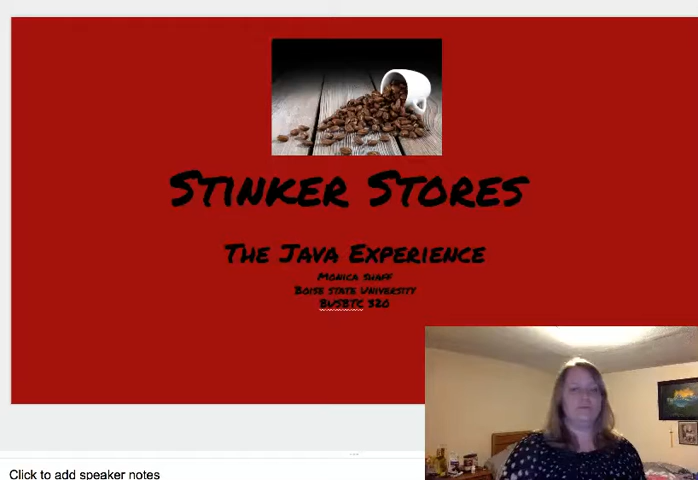 Stinker Stores
The Java Experience
Monica Shaff
Boise State University
BUSBTC 320
Click to add speaker notes